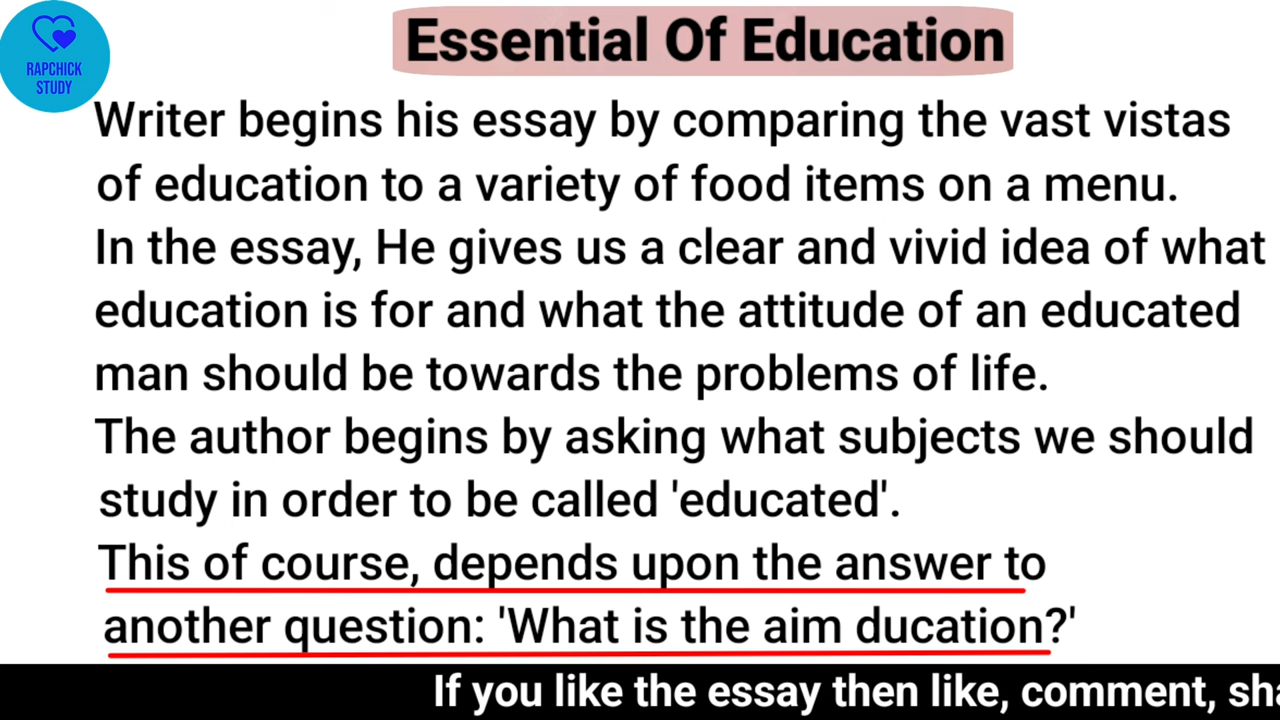 Essential Of Education
RAPCHICK
STUDY
Writer begins his essay by comparing the vast vistas
of education to a variety of food items on a menu.
In the essay, He gives us a clear and vivid idea of what
education is for and what the attitude of an educated
man should be towards the problems of life.
The author begins by asking what subjects we should
study in order to be called 'educated'.
This of course, depends upon the answer to
another question: 'What is the aim ducation?'
If you like the essay then like, comment,